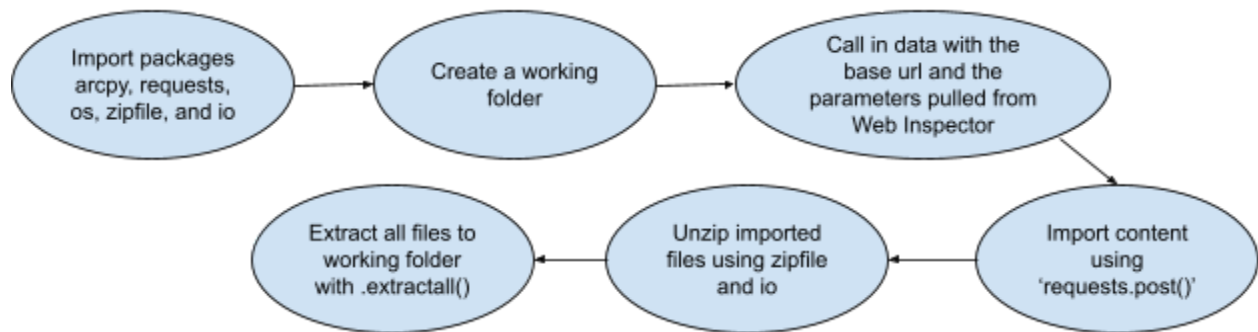 Import packages
arcpy, requests,
os, zipfile, and io
Create a working
folder
Call in data with the
base url and the
parameters pulled from
Web Inspector
Import content
using
‘requests.post()’
Unzip imported
files using zipfile
and io
Extract all files to
working folder
with .extractall()